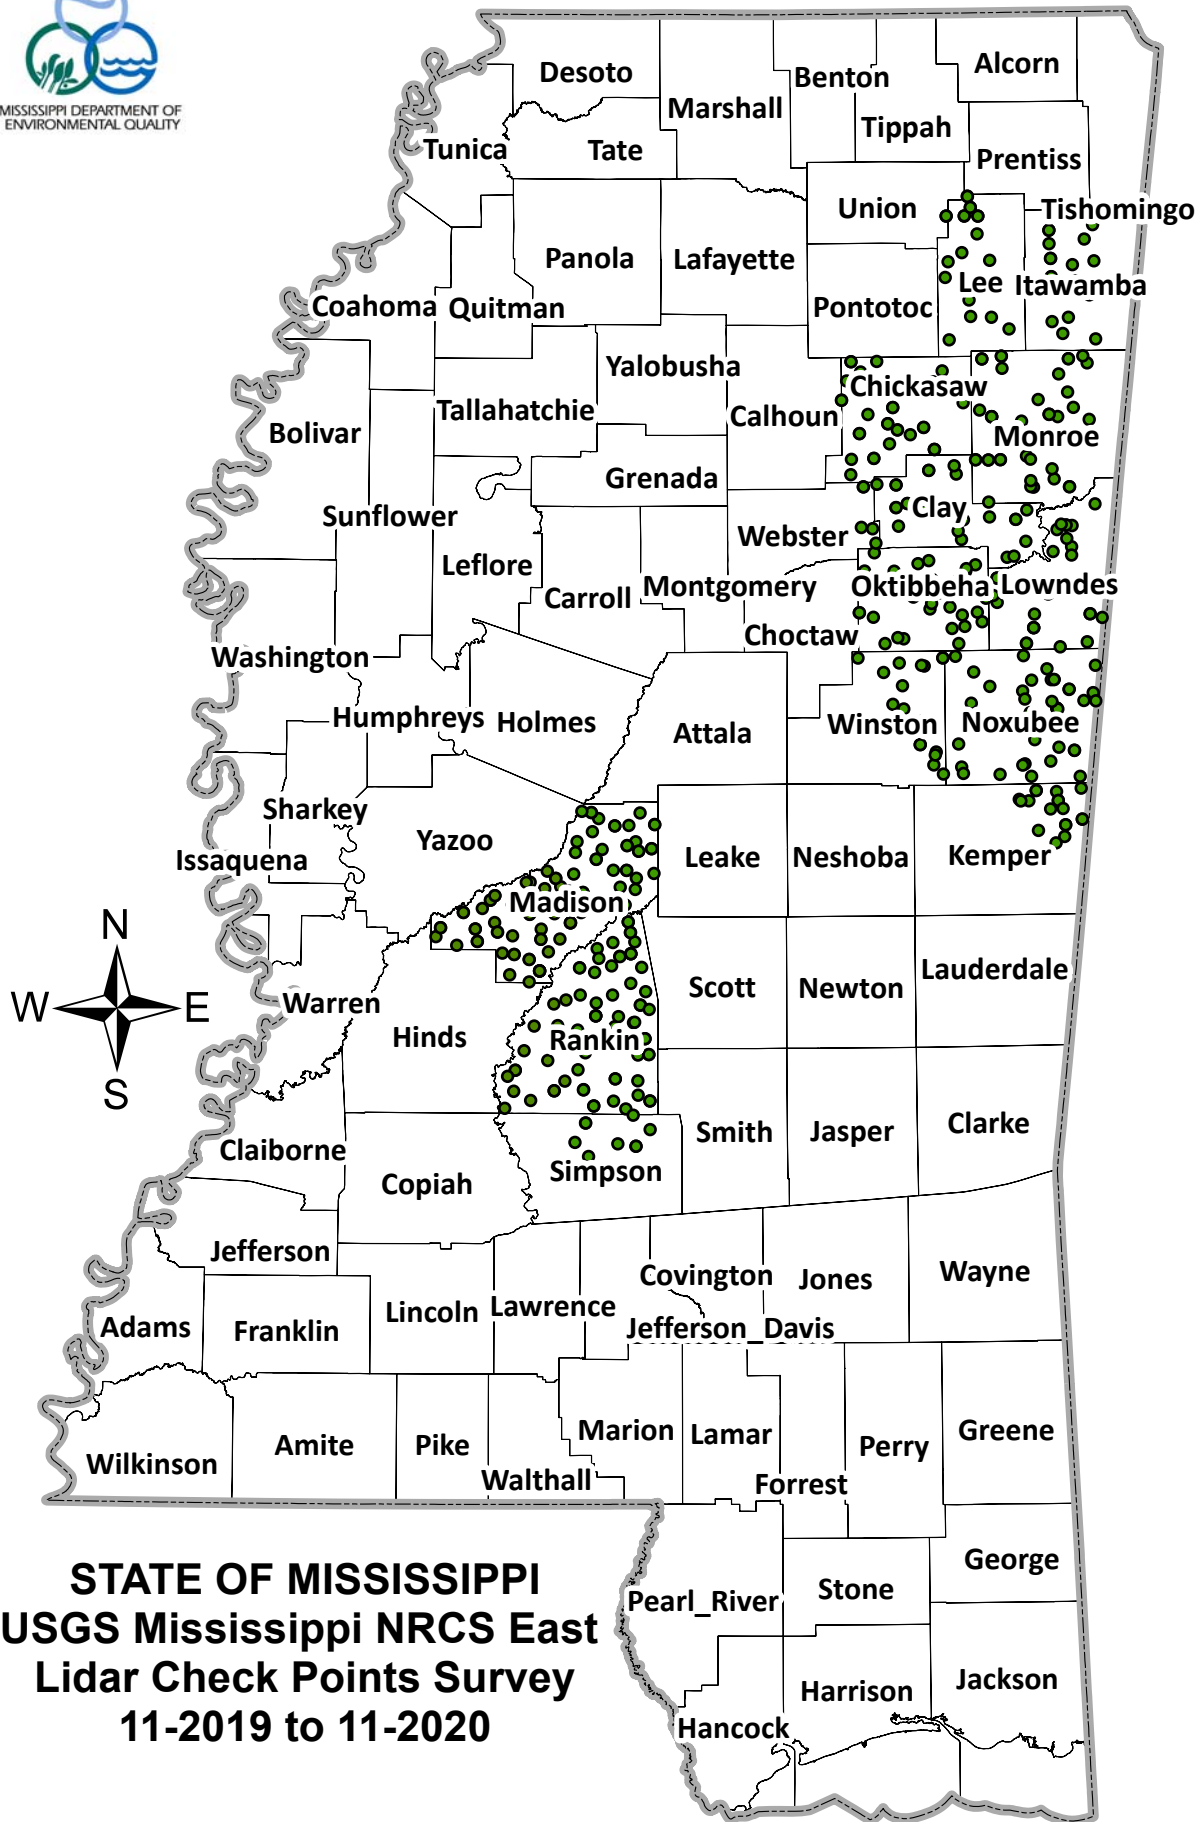 MISSISSIPPI DEPARTMENT OF
ENVIRONMENTAL QUALITY
Desoto
Benton
Alcorn
Marshall
Tippah
Tunica
Tate
Prentiss
Union
Tishomingo
Panola
Lafayette
Lee
Itawamba
Coahoma
Quitman
Pontotoc
Yalobusha
Chickasaw
Tallahatchie
Calhoun
Bolivar
Monroe
Grenada
Clay
Sunflower
Webster
Leflore
Montgomery
Oktibbeha
Lowndes
Carroll
Choctaw
Washington
Humphreys
Holmes
Attala
Winston
Noxubee
Sharkey
Yazoo
Issaquena
Leake
Neshoba
Kemper
Madison
N
W
E
S
Warren
Scott
Newton
Lauderdale
Hinds
Rankin
Smith
Jasper
Clarke
Claiborne
Copiah
Simpson
Jefferson
Covington
Jones
Wayne
Adams
Franklin
Lincoln
Lawrence
Jefferson_Davis
Wilkinson
Amite
Pike
Walthall
Marion
Lamar
Forrest
Perry
Greene
George
Pearl_River
Stone
Harrison
Jackson
Hancock
STATE OF MISSISSIPPI
USGS Mississippi NRCS East
Lidar Check Points Survey
11-2019 to 11-2020